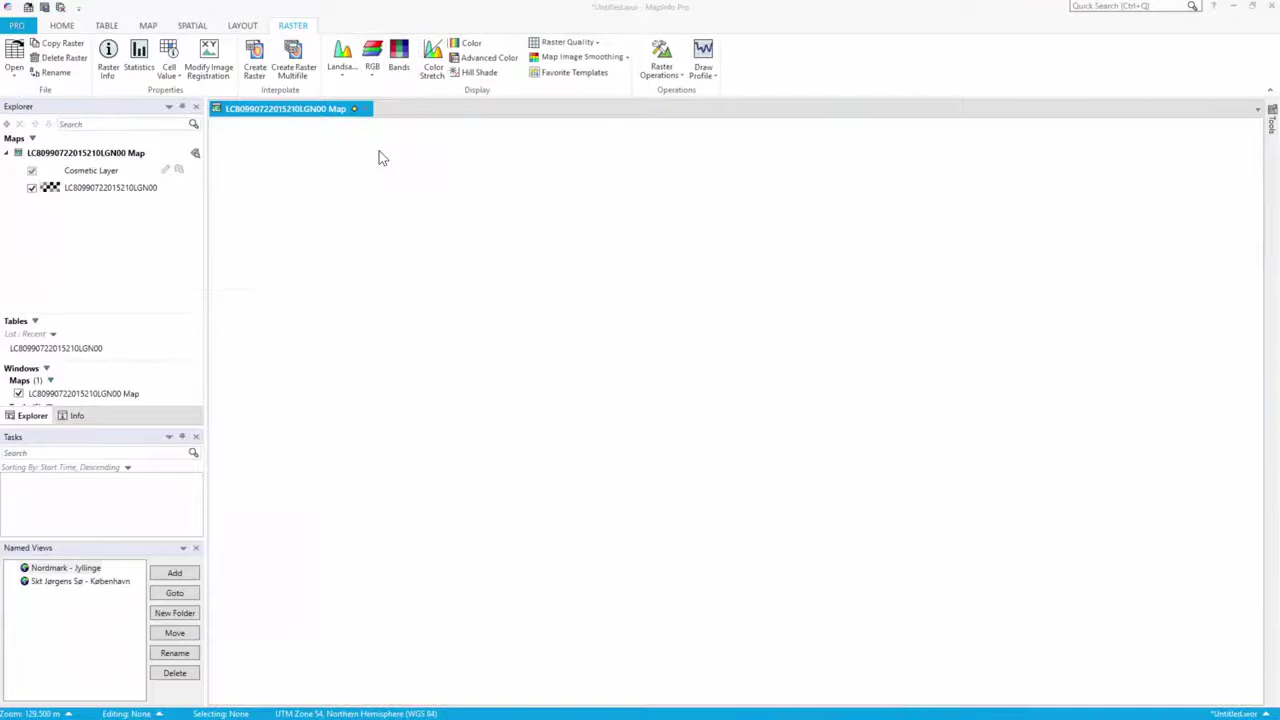 *Untitled.wor - MapInfo Pro
Quick Search (Ctrl+Q)
?
PRO HOME TABLE MAP SPATIAL LAYOUT RASTER
Open
Copy Raster
Delete Raster
Rename
File
Raster Info
Statistics
Cell Value
Modify Image Registration
Properties
Create Raster
Create Raster Multifile
Interpolate
Landsa...
RGB
Bands
Color Stretch
Color
Advanced Color
Hill Shade
Raster Quality
Map Image Smoothing
Favorite Templates
Display
Raster Operations
Draw Profile
Operations
Explorer
LC80990722015210LGN00 Map
Tools
Search
Maps
LC80990722015210LGN00 Map
Cosmetic Layer
LC80990722015210LGN00
Tables
List : Recent
LC80990722015210LGN00
Windows
Maps (1)
LC80990722015210LGN00 Map
Explorer Info
Tasks
Search
Sorting By: Start Time, Descending
Named Views
Nordmark - Jyllinge
Skt Jørgens Sø - København
Add
Goto
New Folder
Move
Rename
Delete
Zoom: 129.500 m Editing: None Selecting: None UTM Zone 54, Northern Hemisphere (WGS 84) *Untitled.wor